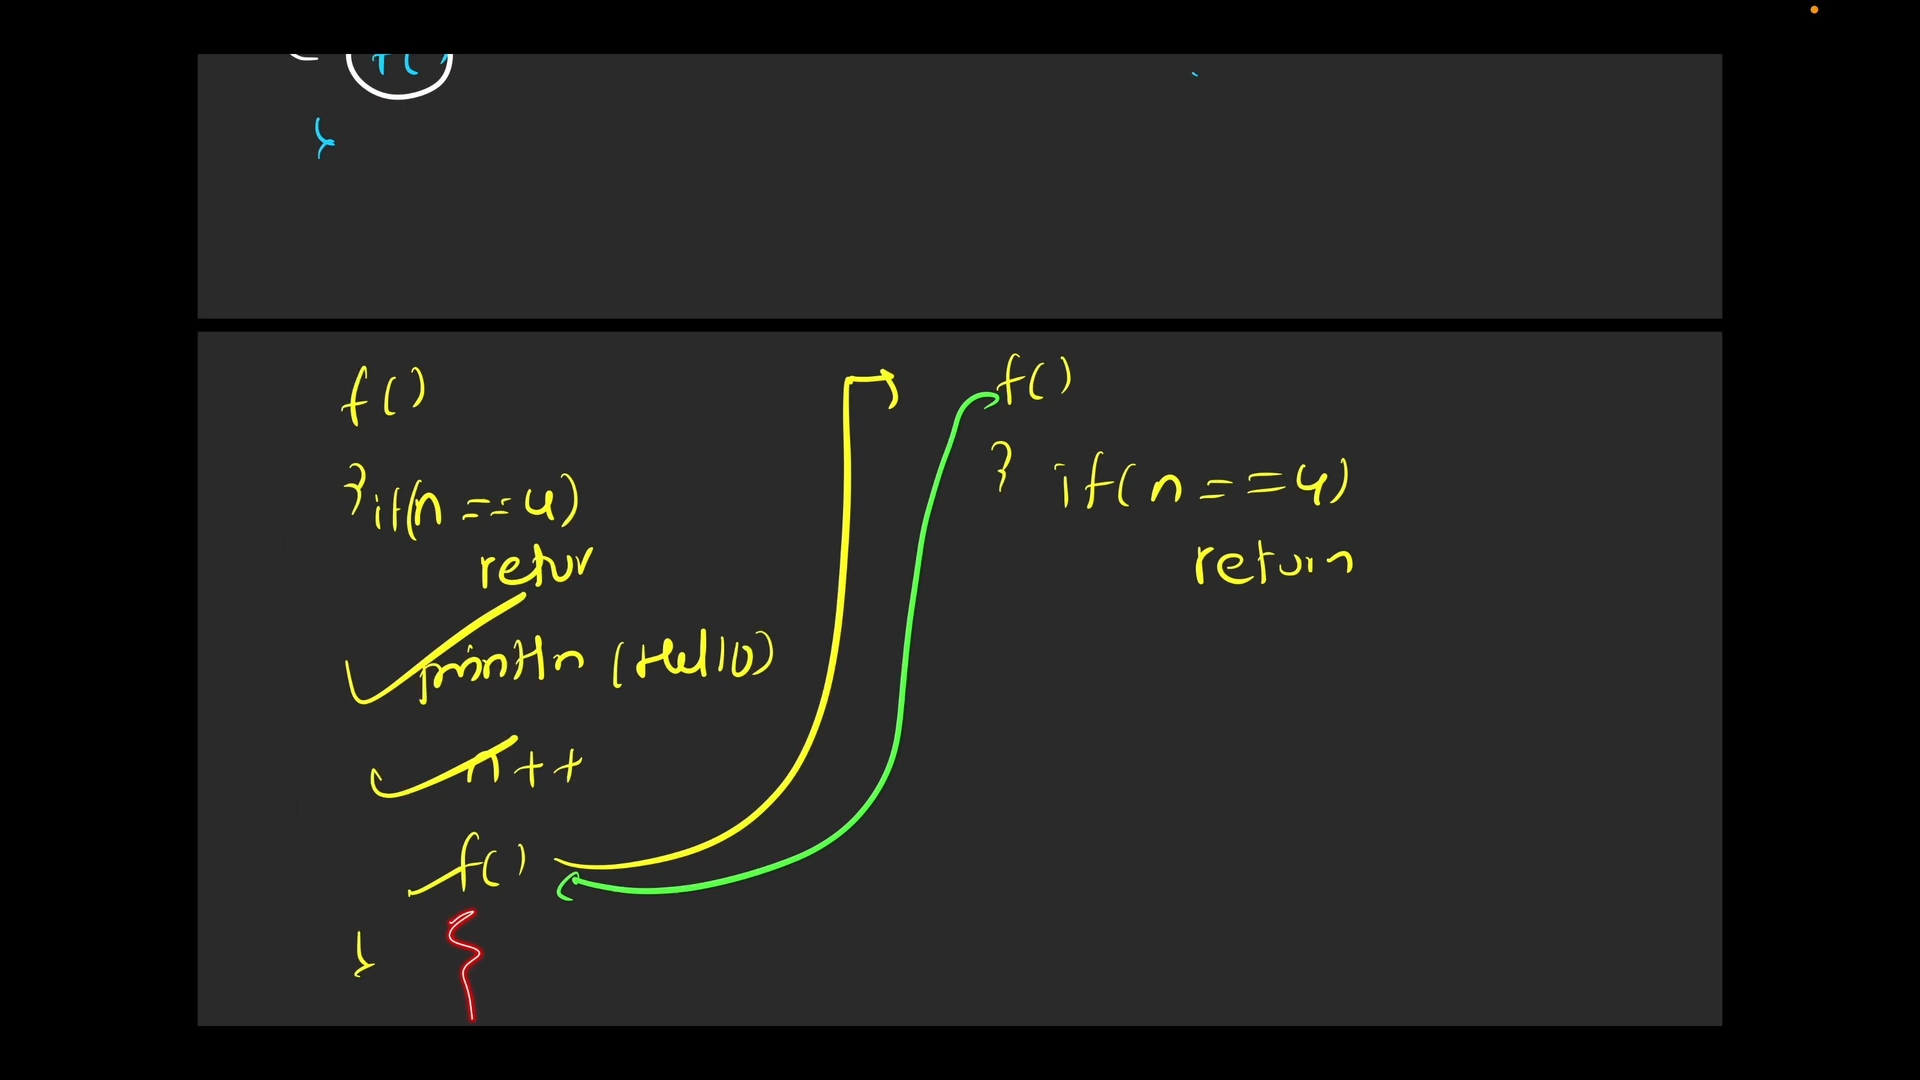 f()
{ if(n == 4)
retur
println (Hello)
n++
f()
}
f()
{ if(n == 4)
return